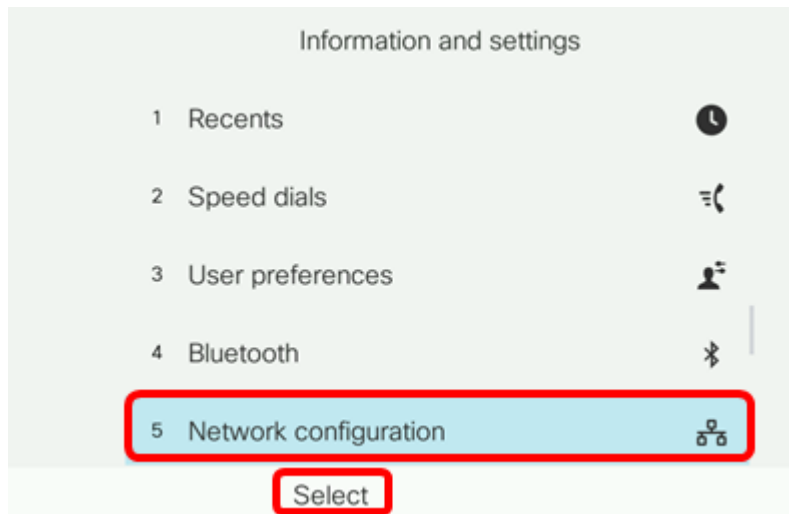 Information and settings
1 Recents
2 Speed dials
3 User preferences
4 Bluetooth
5 Network configuration
Select